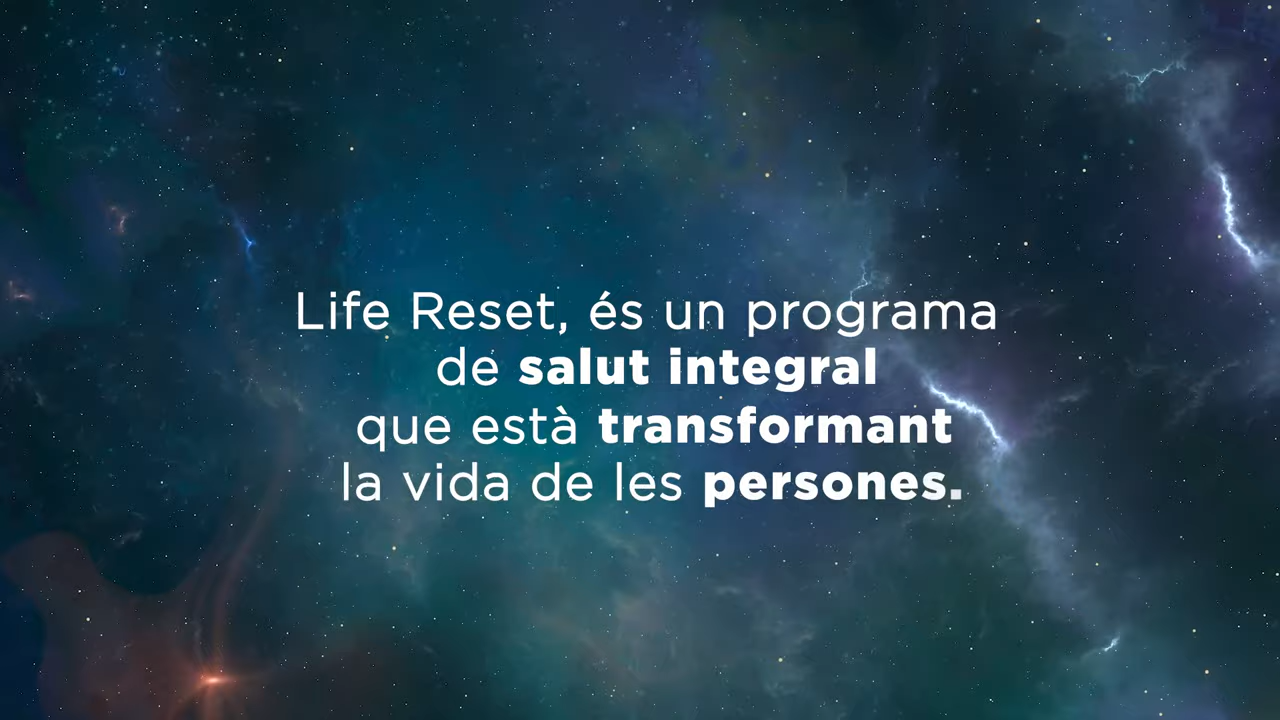 Life Reset, és un programa
de salut integral
que està transformant
la vida de les persones.